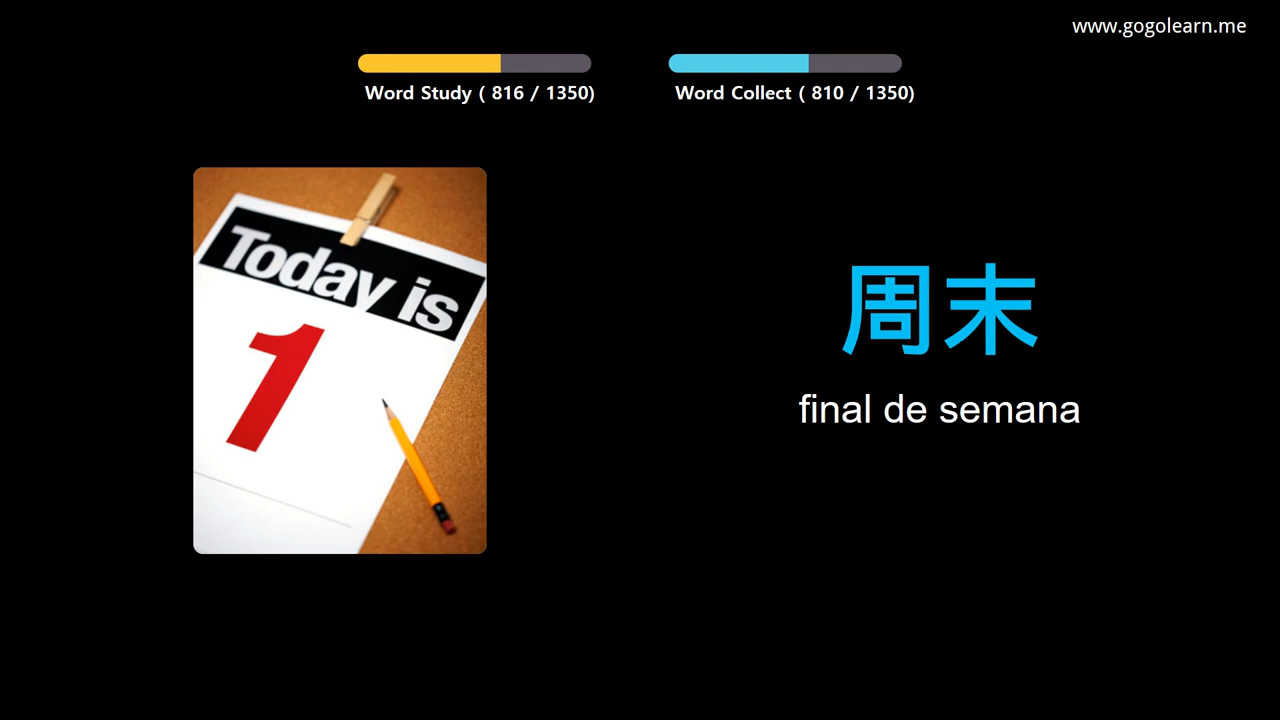 www.gogolearn.me
Word Study ( 816 / 1350)
Word Collect ( 810 / 1350)
Today is
1
周末
final de semana